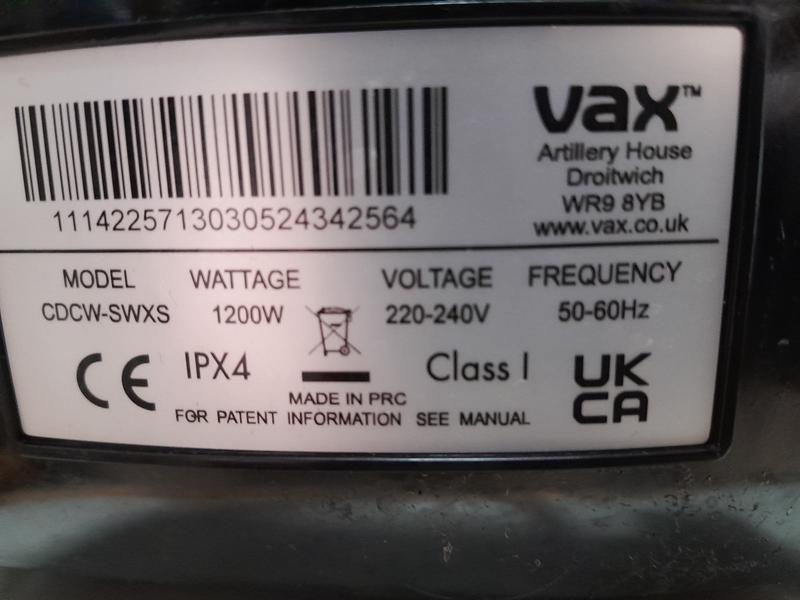 vax™
Artillery House
Droitwich
WR9 8YB
www.vax.co.uk
1114225713030524342564
MODEL WATTAGE VOLTAGE FREQUENCY
CDCW-SWXS 1200W 220-240V 50-60Hz
CE IPX4 Class I UK
CA
MADE IN PRC
FOR PATENT INFORMATION SEE MANUAL